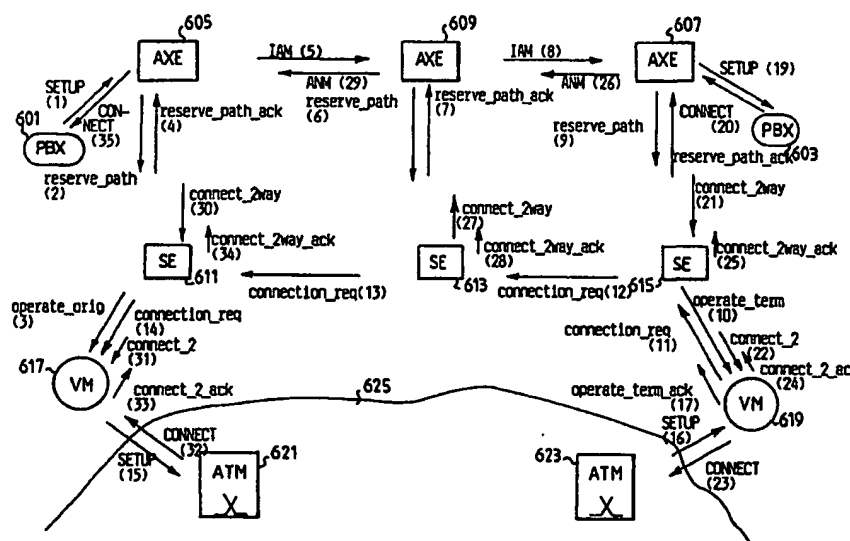 605
609
607
AXE
IAM (5)
AXE
IAM (8)
AXE
SETUP (19)
SETUP
(1)
ANM (29)
ANM (26)
CON-
NECT
(35)
reserve_path_ack
(4)
reserve_path
(6)
reserve_path_ack
(7)
CONNECT
(20)
601
PBX
PBX
603
reserve_path
(9)
reserve_path_ack
reserve_path
(2)
connect_2way
(30)
connect_2way
(27)
connect_2way
(21)
connect_2way_ack
(34)
connect_2way_ack
(28)
connect_2way_ack
(25)
SE
611
SE
613
SE
615
connection_req(13)
connection_req(12)
operate_orig
(3)
connection_req
(14)
connect_2
(31)
operate_term
(10)
connection_req
(11)
connect_2
(22)
617
VM
connect_2_ack
(33)
625
operate_term_ack
(17)
connect_2_ac
(24)
VM
619
CONNECT
(32)
SETUP
(15)
SETUP
(16)
CONNECT
(23)
ATM
621
623
ATM